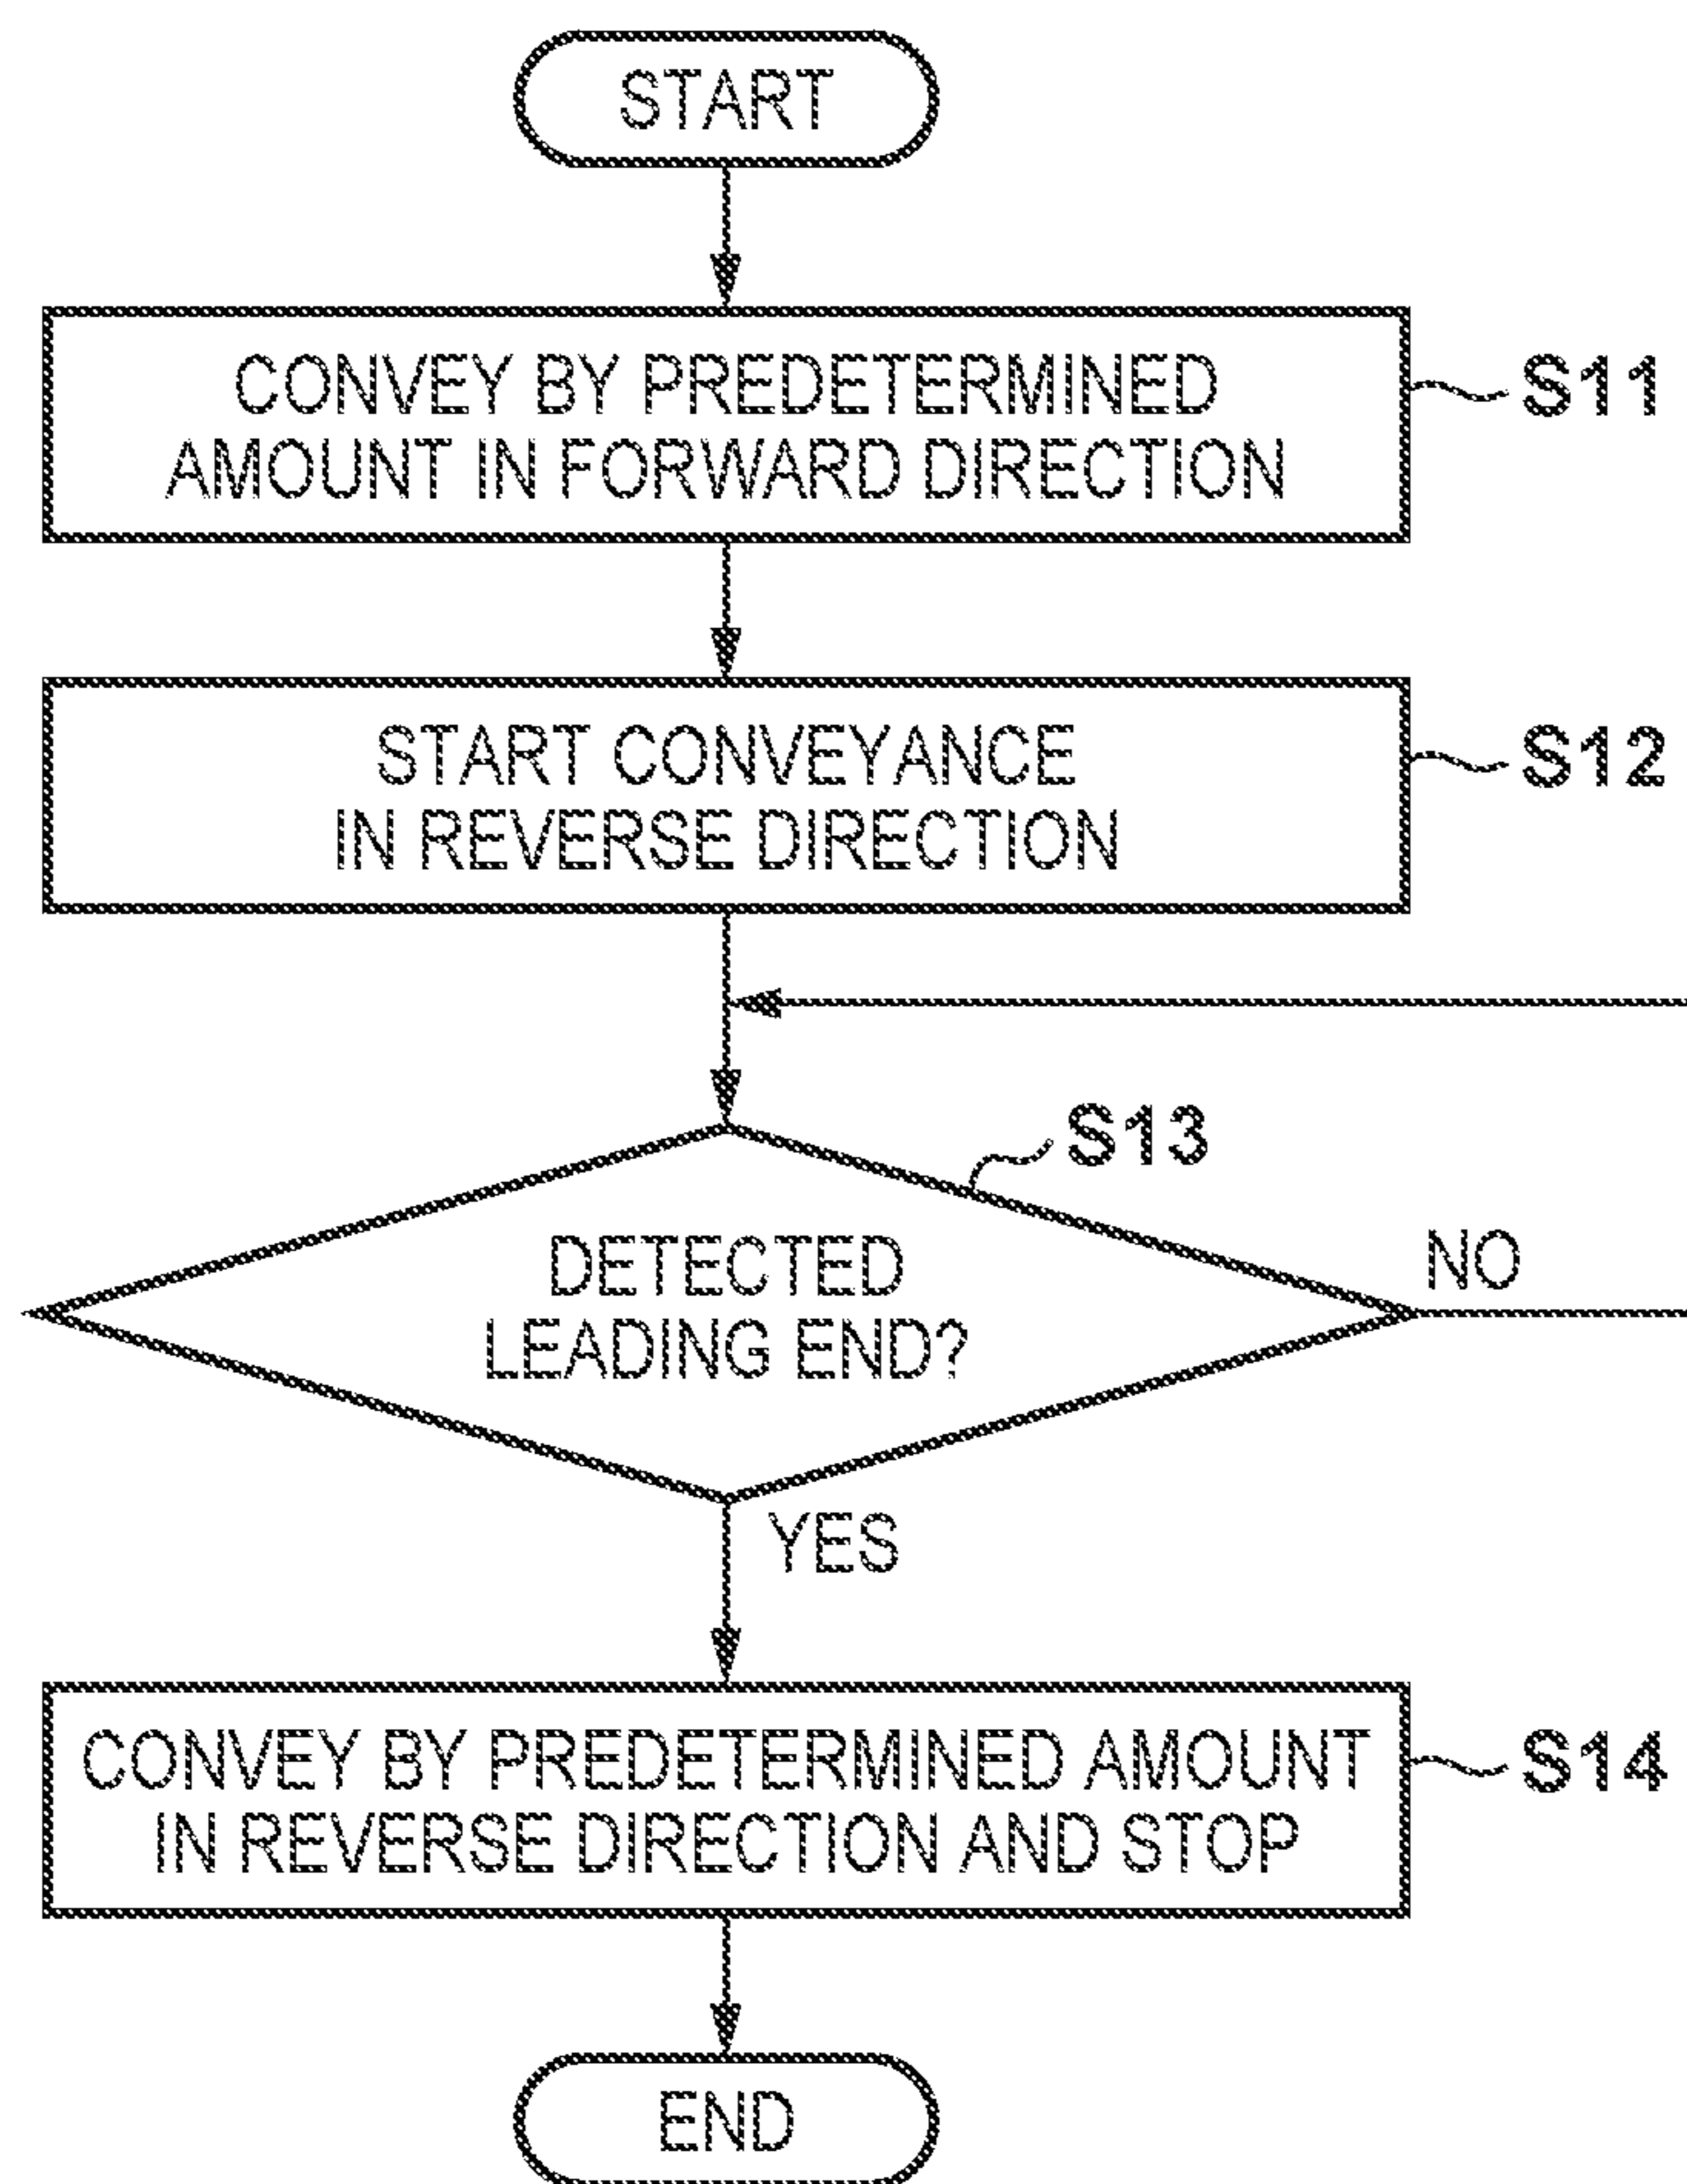 START
CONVEY BY PREDETERMINED
AMOUNT IN FORWARD DIRECTION
S11
START CONVEYANCE
IN REVERSE DIRECTION
S12
S13
DETECTED
LEADING END?
NO
YES
CONVEY BY PREDETERMINED AMOUNT
IN REVERSE DIRECTION AND STOP
S14
END